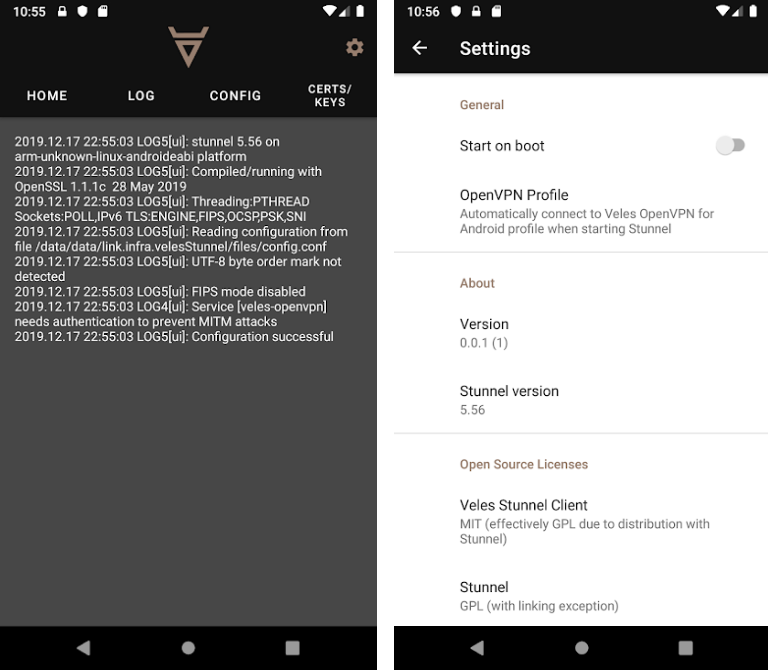 10:55
HOME LOG CONFIG CERTS/
KEYS
2019.12.17 22:55:03 LOG5[ui]: stunnel 5.56 on
arm-unknown-linux-androideabi platform
2019.12.17 22:55:03 LOG5[ui]: Compiled/running with
OpenSSL 1.1.1c  28 May 2019
2019.12.17 22:55:03 LOG5[ui]: Threading:PTHREAD
Sockets:POLL,IPv6 TLS:ENGINE,FIPS,OCSP,PSK,SNI
2019.12.17 22:55:03 LOG5[ui]: Reading configuration from
file /data/data/link.infra.velesStunnel/files/config.conf
2019.12.17 22:55:03 LOG5[ui]: UTF-8 byte order mark not
detected
2019.12.17 22:55:03 LOG5[ui]: FIPS mode disabled
2019.12.17 22:55:03 LOG4[ui]: Service [veles-openvpn]
needs authentication to prevent MITM attacks
2019.12.17 22:55:03 LOG5[ui]: Configuration successful
10:56
Settings
General
Start on boot
OpenVPN Profile
Automatically connect to Veles OpenVPN for
Android profile when starting Stunnel
About
Version
0.0.1 (1)
Stunnel version
5.56
Open Source Licenses
Veles Stunnel Client
MIT (effectively GPL due to distribution with
Stunnel)
Stunnel
GPL (with linking exception)